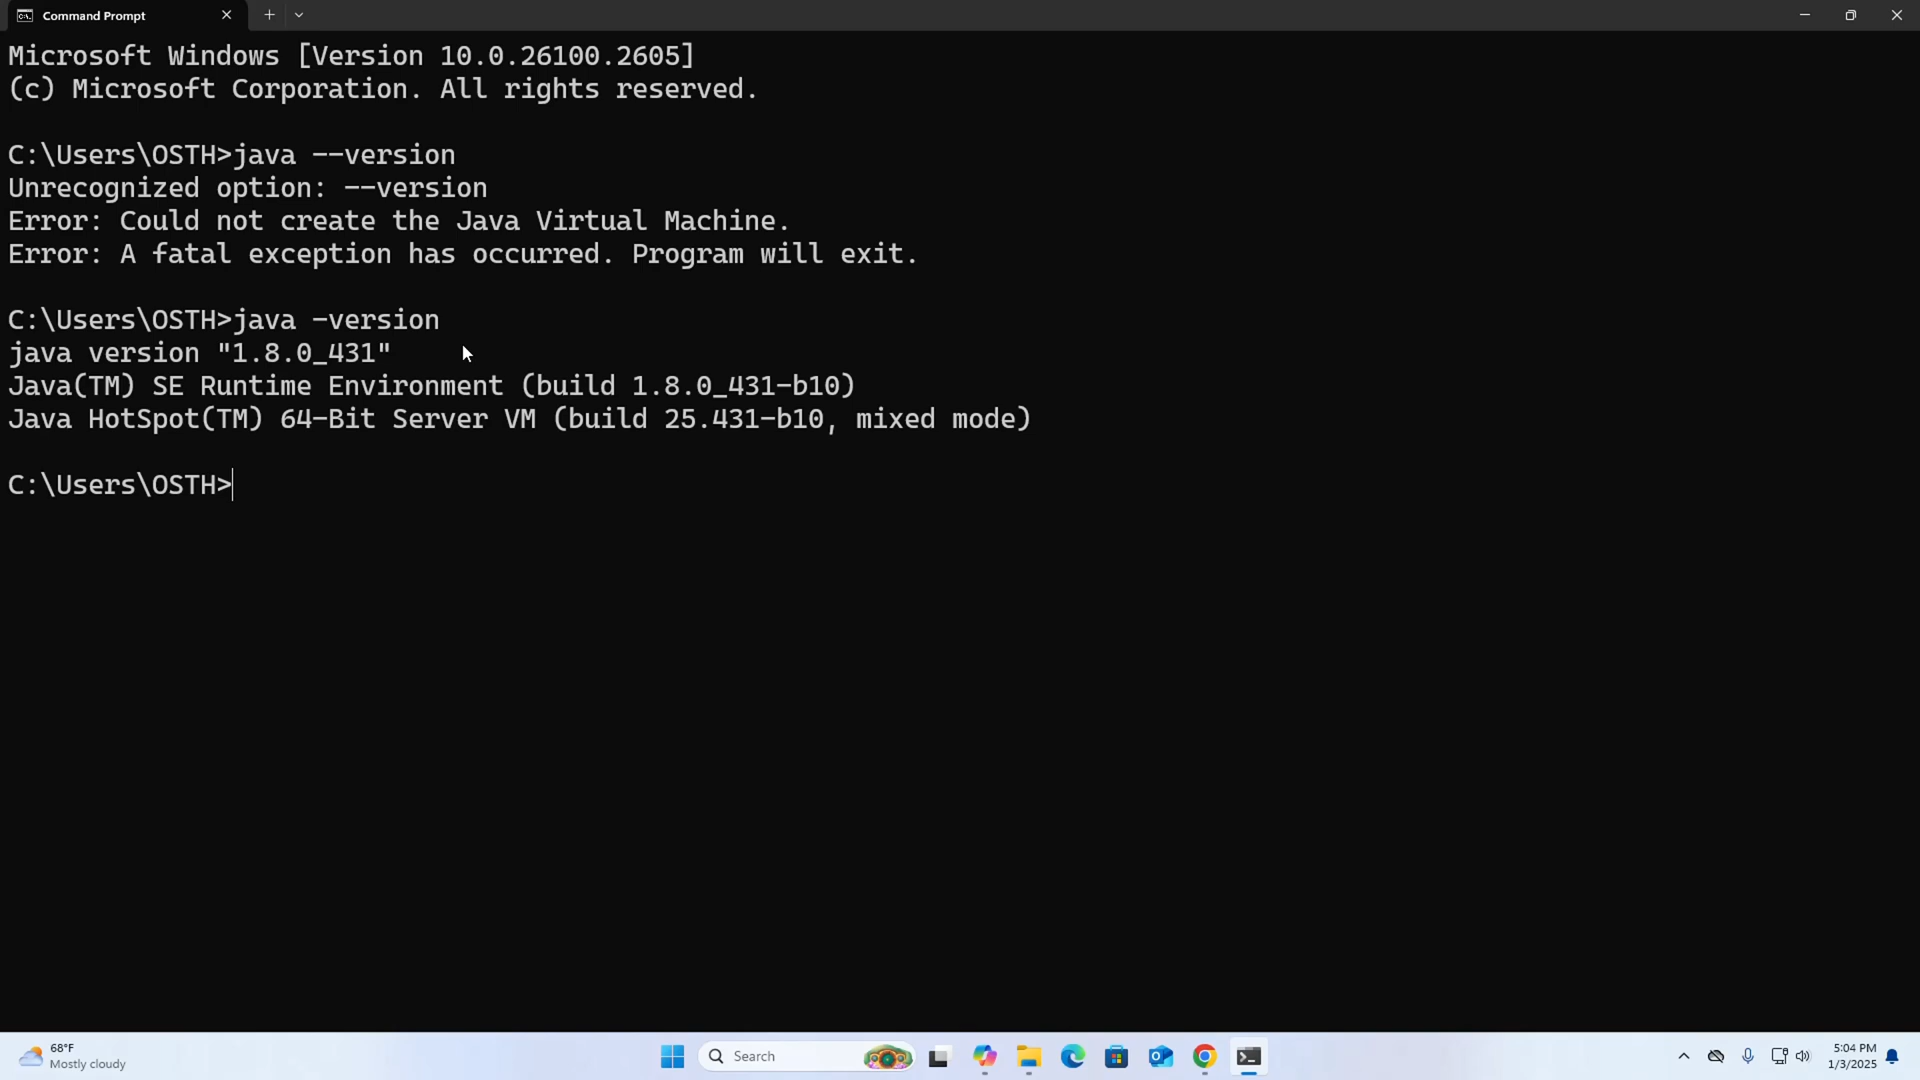 Command Prompt
Microsoft Windows [Version 10.0.26100.2605]
(c) Microsoft Corporation. All rights reserved.
C:\Users\OSTH>java --version
Unrecognized option: --version
Error: Could not create the Java Virtual Machine.
Error: A fatal exception has occurred. Program will exit.
C:\Users\OSTH>java -version
java version "1.8.0_431"
Java(TM) SE Runtime Environment (build 1.8.0_431-b10)
Java HotSpot(TM) 64-Bit Server VM (build 25.431-b10, mixed mode)
C:\Users\OSTH>
68°F
Mostly cloudy
Search
5:04 PM
1/3/2025